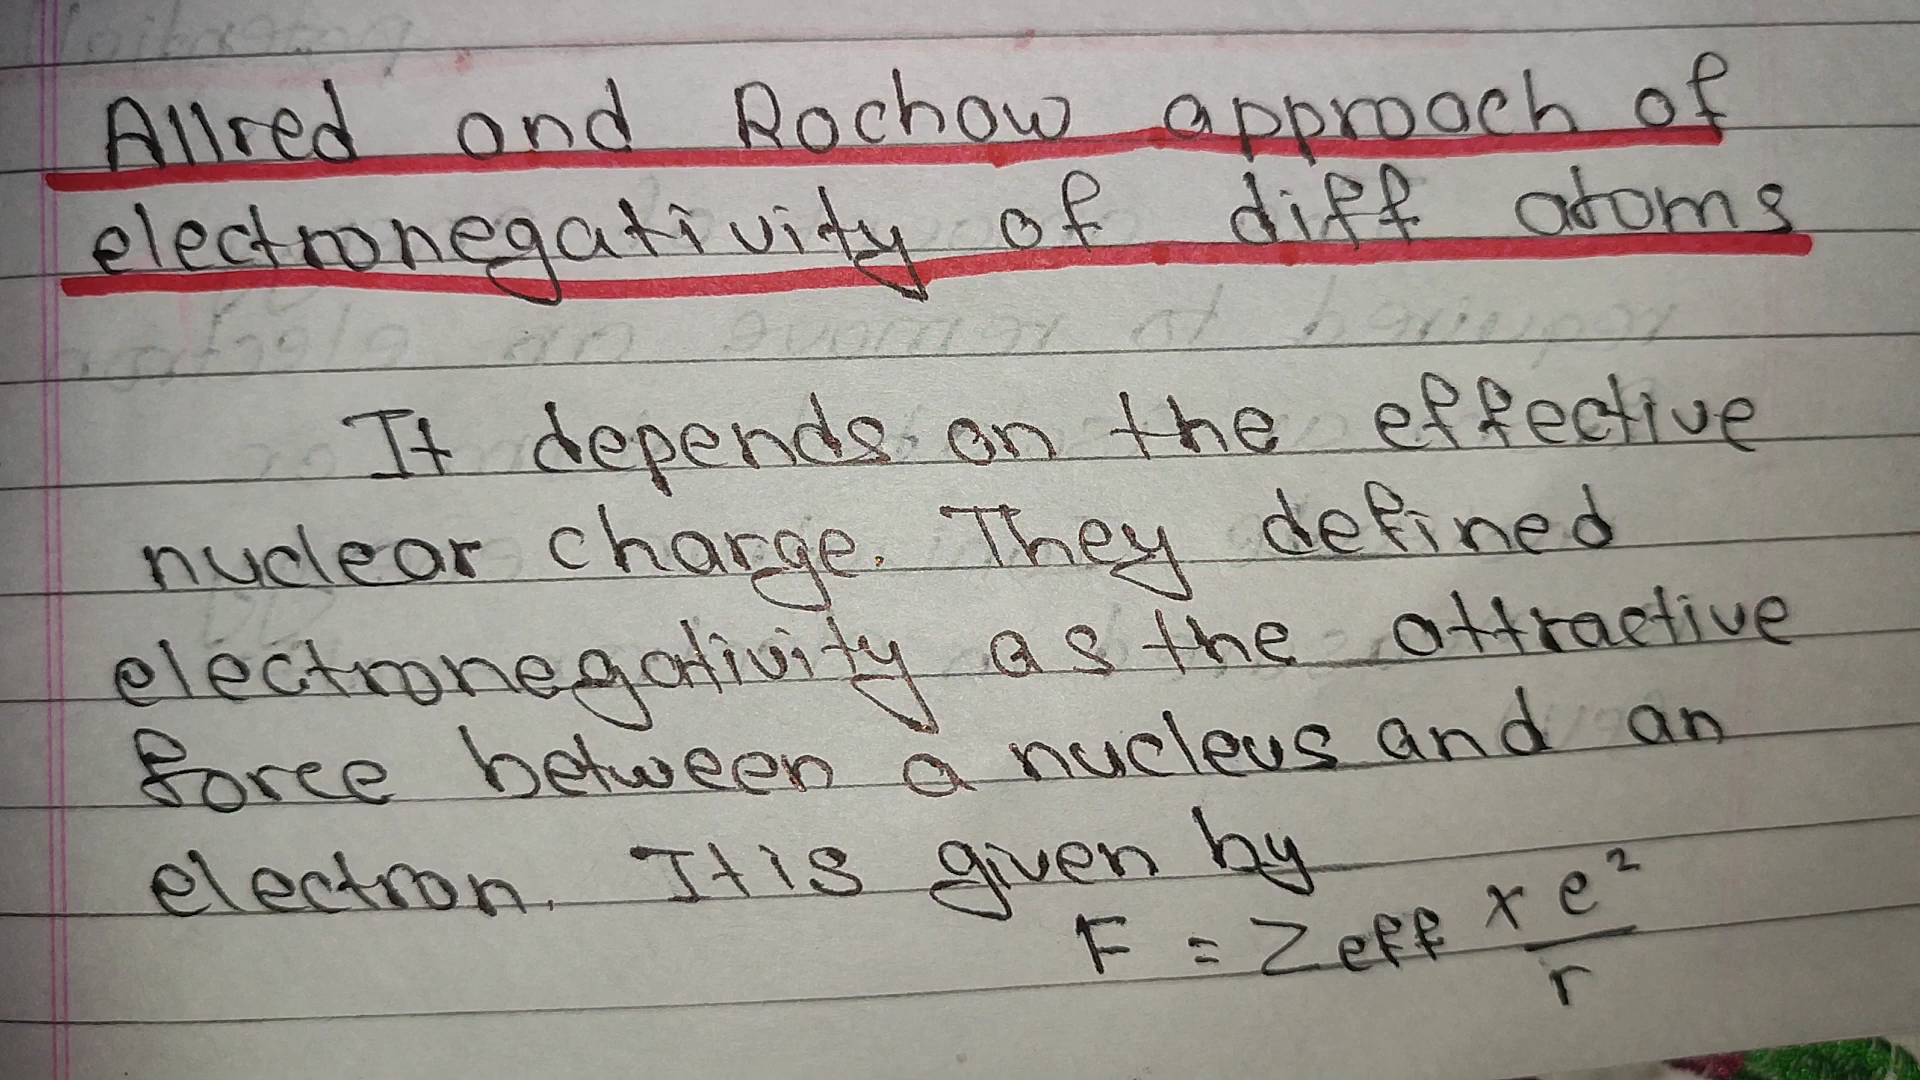 Allred and Rochow approach of
electronegativity of diff atoms
It depends on the effective
nuclear charge. They defined
electronegativity as the attractive
force between a nucleus and an
electron. It is given by
F = Zeff × e²
r